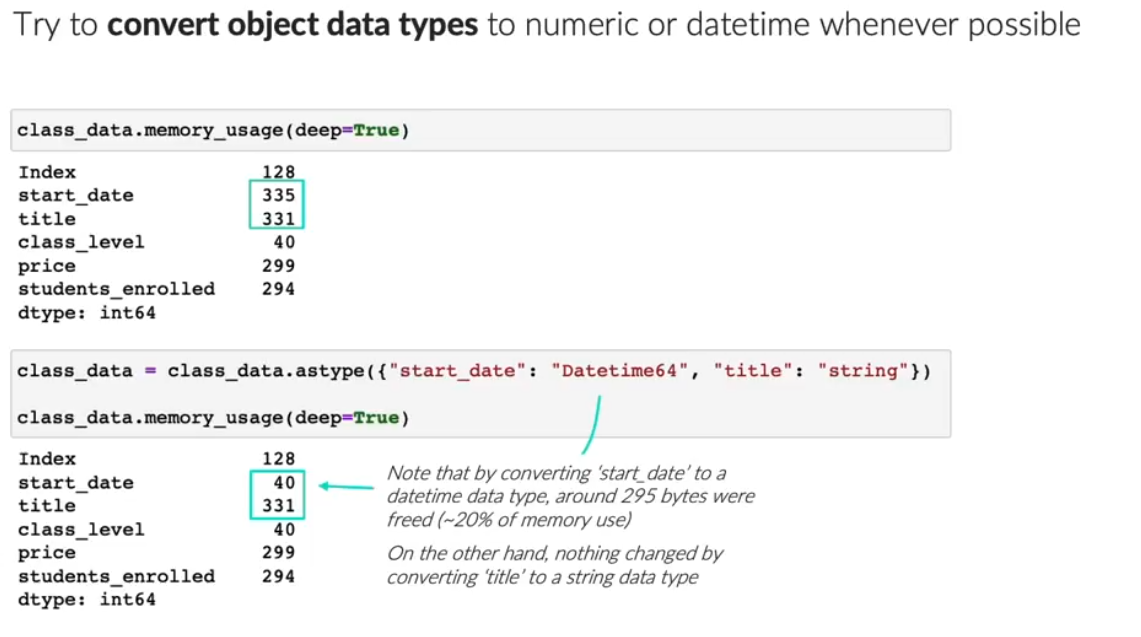 Try to convert object data types to numeric or datetime whenever possible
class_data.memory_usage(deep=True)
Index 128
start_date 335
title 331
class_level 40
price 299
students_enrolled 294
dtype: int64
class_data = class_data.astype({"start_date": "Datetime64", "title": "string"})
class_data.memory_usage(deep=True)
Index 128
start_date 40
title 331
class_level 40
price 299
students_enrolled 294
dtype: int64
Note that by converting ‘start_date’ to a
datetime data type, around 295 bytes were
freed (~20% of memory use)
On the other hand, nothing changed by
converting ‘title’ to a string data type